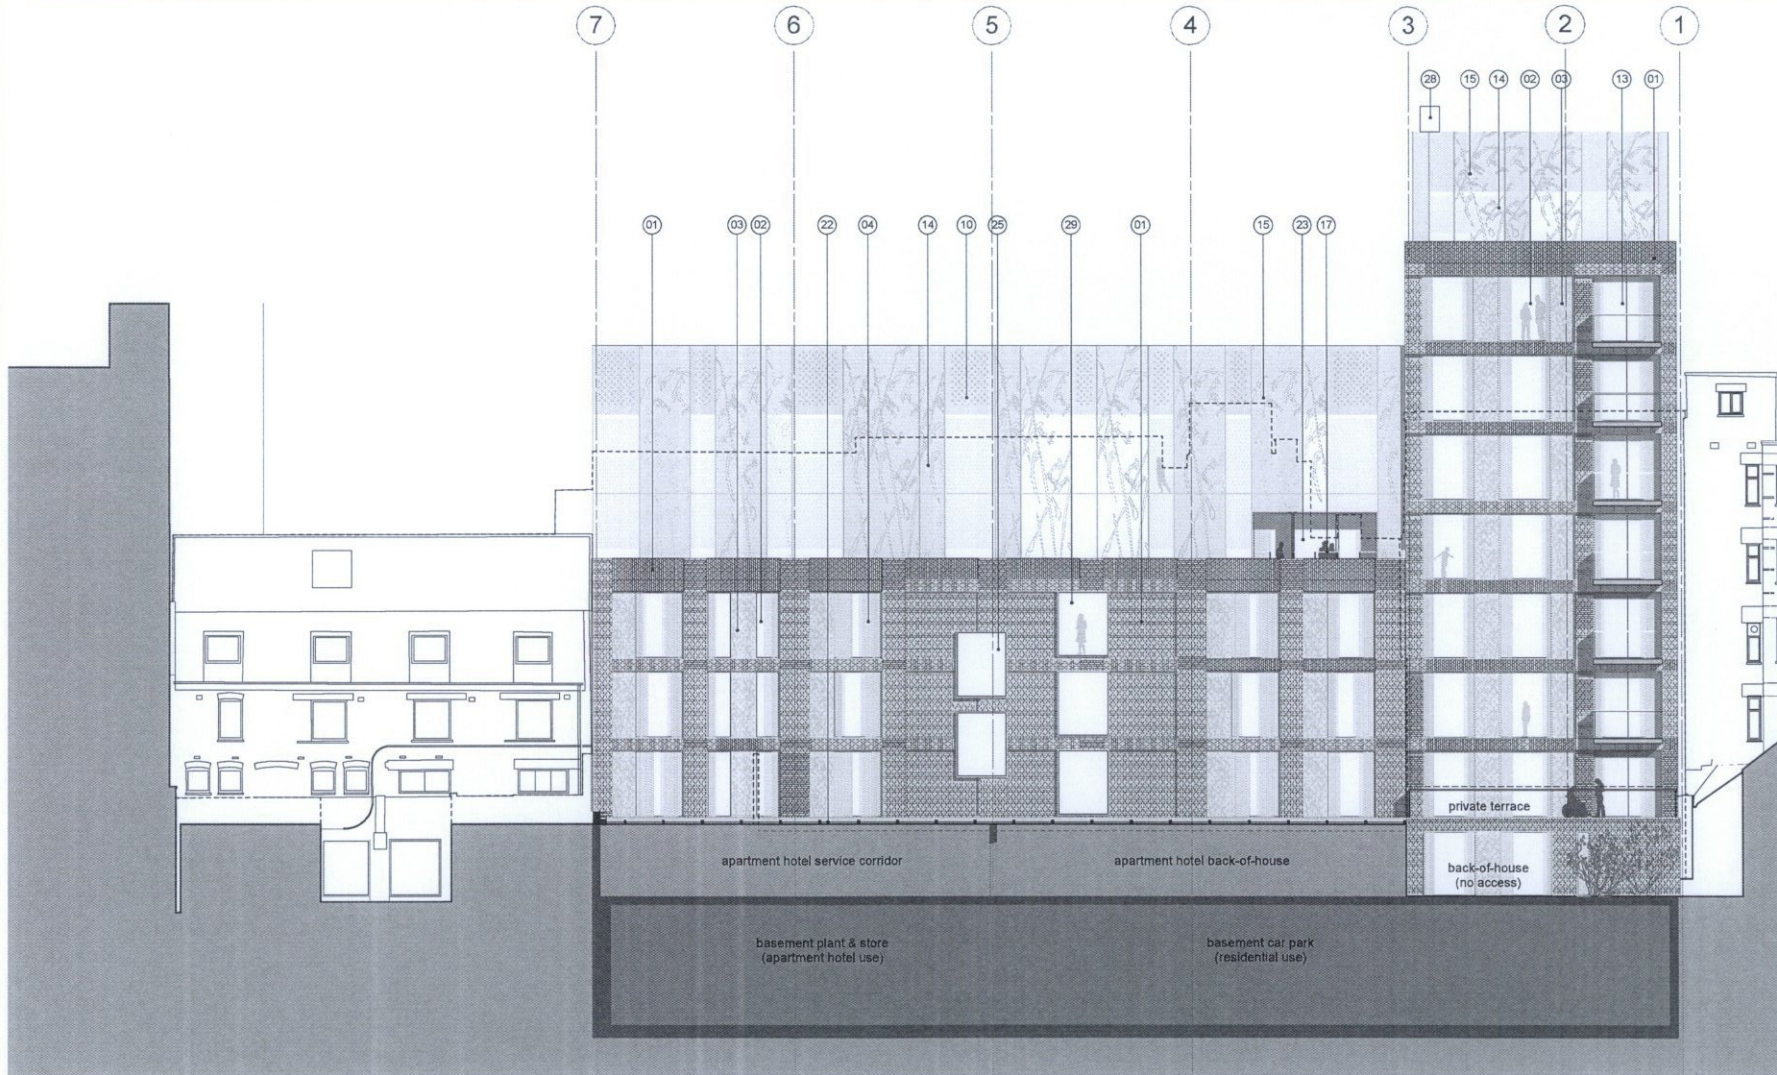 7 6 5 4 3 2 1
28 15 14 02 03 13 01
01 03 02 22 04 14 10 25 29 01 15 23 17
private terrace
apartment hotel service corridor
apartment hotel back-of-house
back-of-house
(no access)
basement plant & store
(apartment hotel use)
basement car park
(residential use)